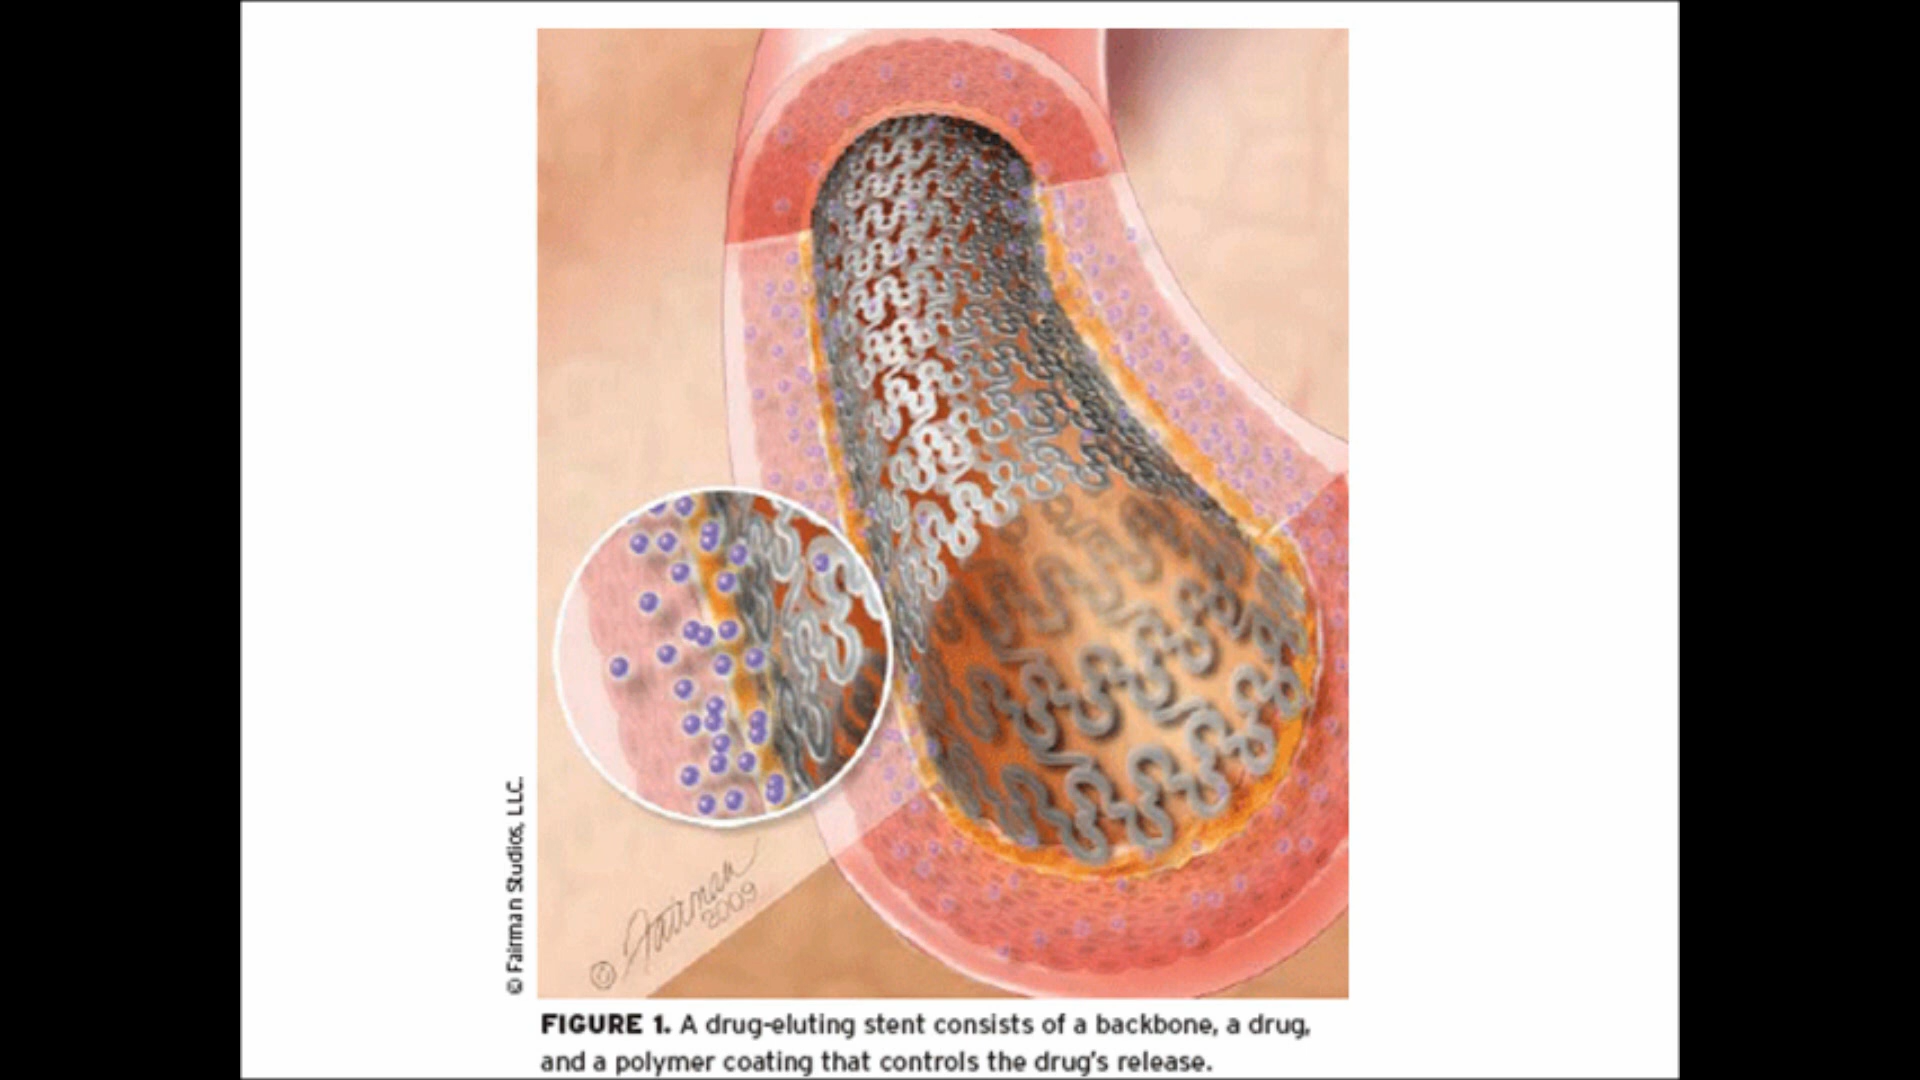 © Fairman Studios, LLC.
© Fairman
2009
FIGURE 1. A drug-eluting stent consists of a backbone, a drug,
and a polymer coating that controls the drug's release.